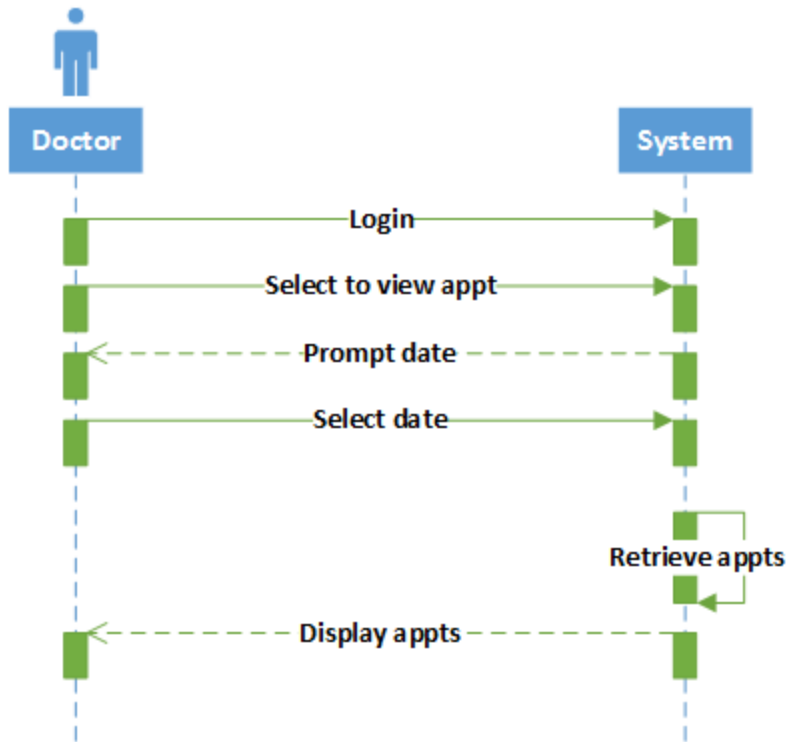 Doctor
System
Login
Select to view appt
Prompt date
Select date
Retrieve appts
Display appts